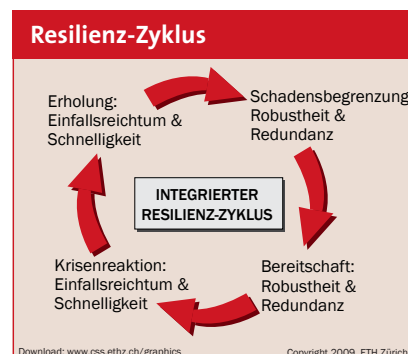 Resilienz-Zyklus
Erholung:
Einfallsreichtum &
Schnelligkeit
Schadensbegrenzung
Robustheit &
Redundanz
INTEGRIERTER
RESILIENZ-ZYKLUS
Krisenreaktion:
Einfallsreichtum &
Schnelligkeit
Bereitschaft:
Robustheit &
Redundanz
Download: www.css.ethz.ch/graphics
Copyright 2009, ETH Zürich